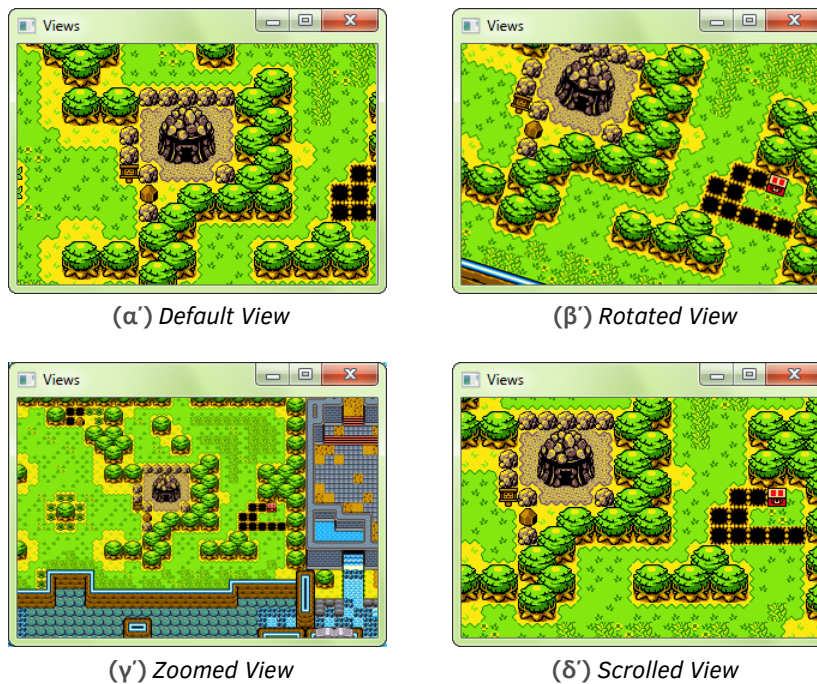 Views
Views
(α΄) Default View
(β΄) Rotated View
Views
Views
(γ΄) Zoomed View
(δ΄) Scrolled View